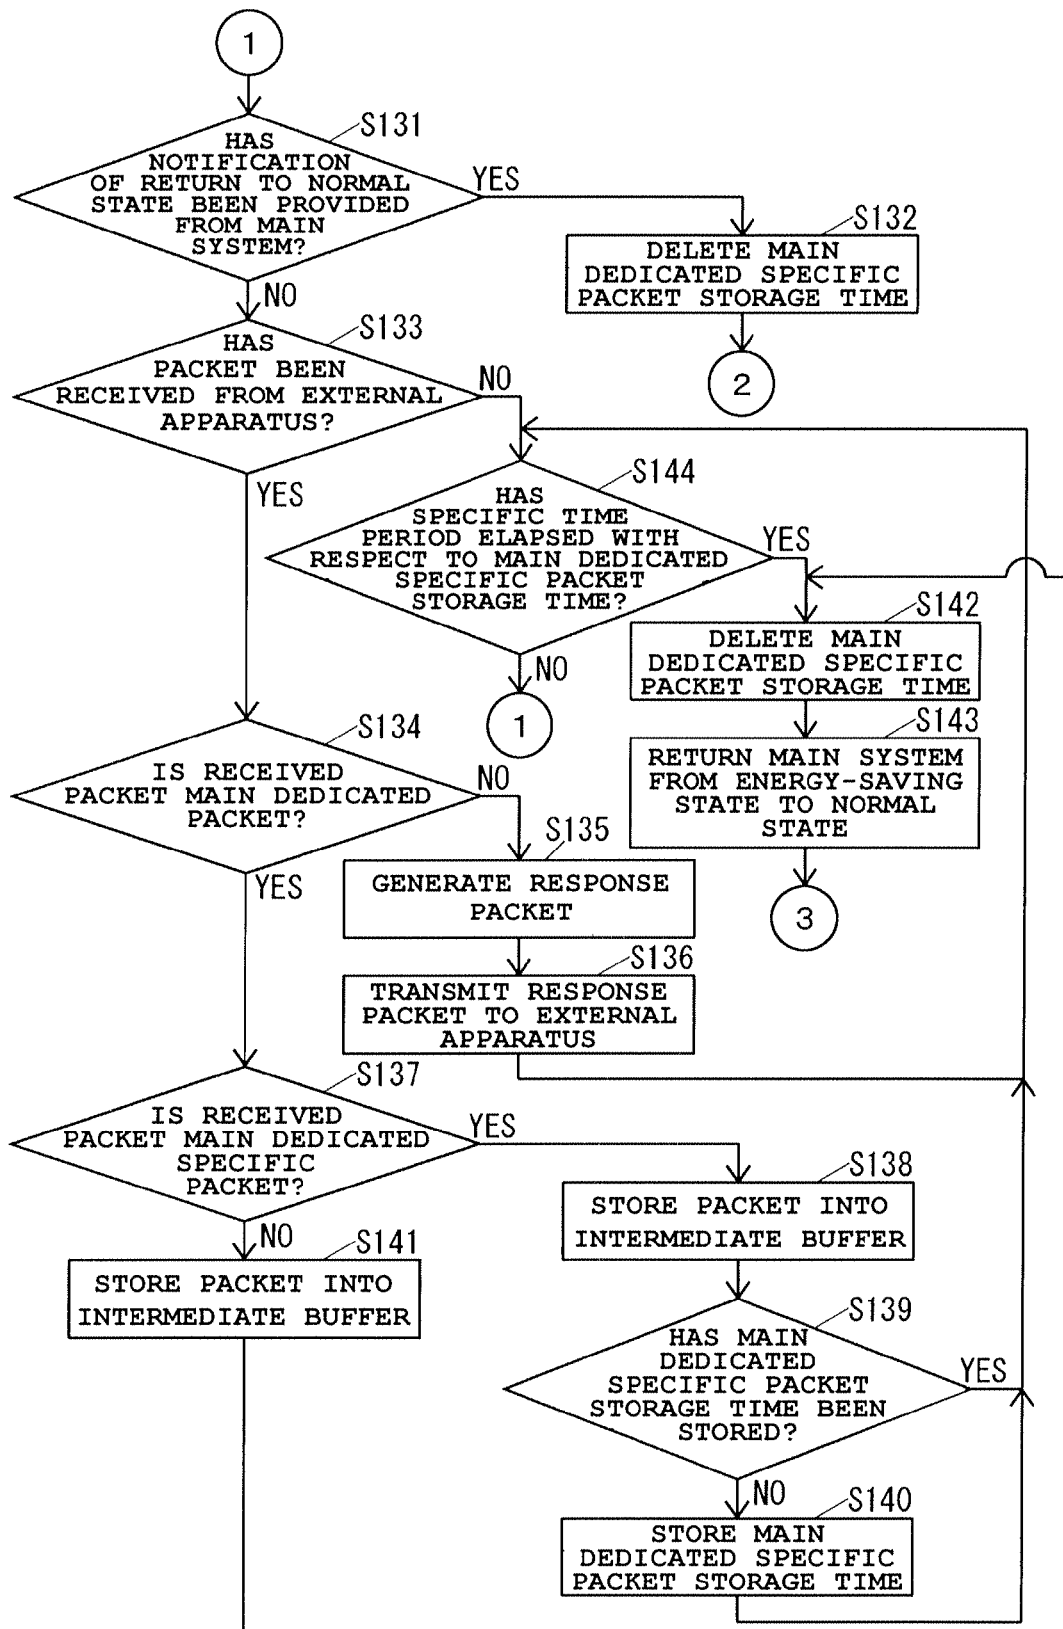 1
S131
HAS
NOTIFICATION
OF RETURN TO NORMAL
STATE BEEN PROVIDED
FROM MAIN
SYSTEM?
YES
NO
S132
DELETE MAIN
DEDICATED SPECIFIC
PACKET STORAGE TIME
2
S133
HAS
PACKET BEEN
RECEIVED FROM EXTERNAL
APPARATUS?
NO
YES
S144
HAS
SPECIFIC TIME
PERIOD ELAPSED WITH
RESPECT TO MAIN DEDICATED
SPECIFIC PACKET
STORAGE TIME?
YES
NO
1
S142
DELETE MAIN
DEDICATED SPECIFIC
PACKET STORAGE TIME
S143
RETURN MAIN SYSTEM
FROM ENERGY-SAVING
STATE TO NORMAL
STATE
3
S134
IS RECEIVED
PACKET MAIN DEDICATED
PACKET?
NO
YES
S135
GENERATE RESPONSE
PACKET
S136
TRANSMIT RESPONSE
PACKET TO EXTERNAL
APPARATUS
S137
IS RECEIVED
PACKET MAIN DEDICATED
SPECIFIC
PACKET?
YES
NO
S138
STORE PACKET INTO
INTERMEDIATE BUFFER
S141
STORE PACKET INTO
INTERMEDIATE BUFFER
S139
HAS MAIN
DEDICATED
SPECIFIC PACKET
STORAGE TIME BEEN
STORED?
YES
NO
S140
STORE MAIN
DEDICATED SPECIFIC
PACKET STORAGE TIME